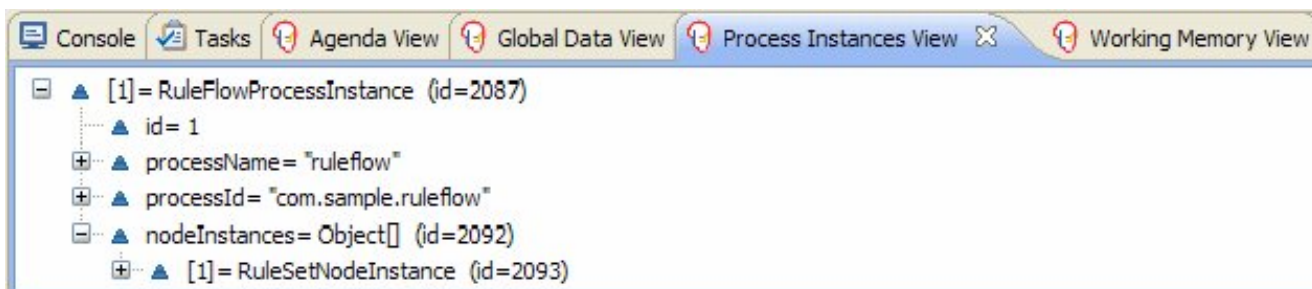 Console Tasks Agenda View Global Data View Process Instances View Working Memory View
[1]= RuleFlowProcessInstance (id=2087)
id= 1
processName= "ruleflow"
processId= "com.sample.ruleflow"
nodeInstances= Object[] (id=2092)
[1]= RuleSetNodeInstance (id=2093)